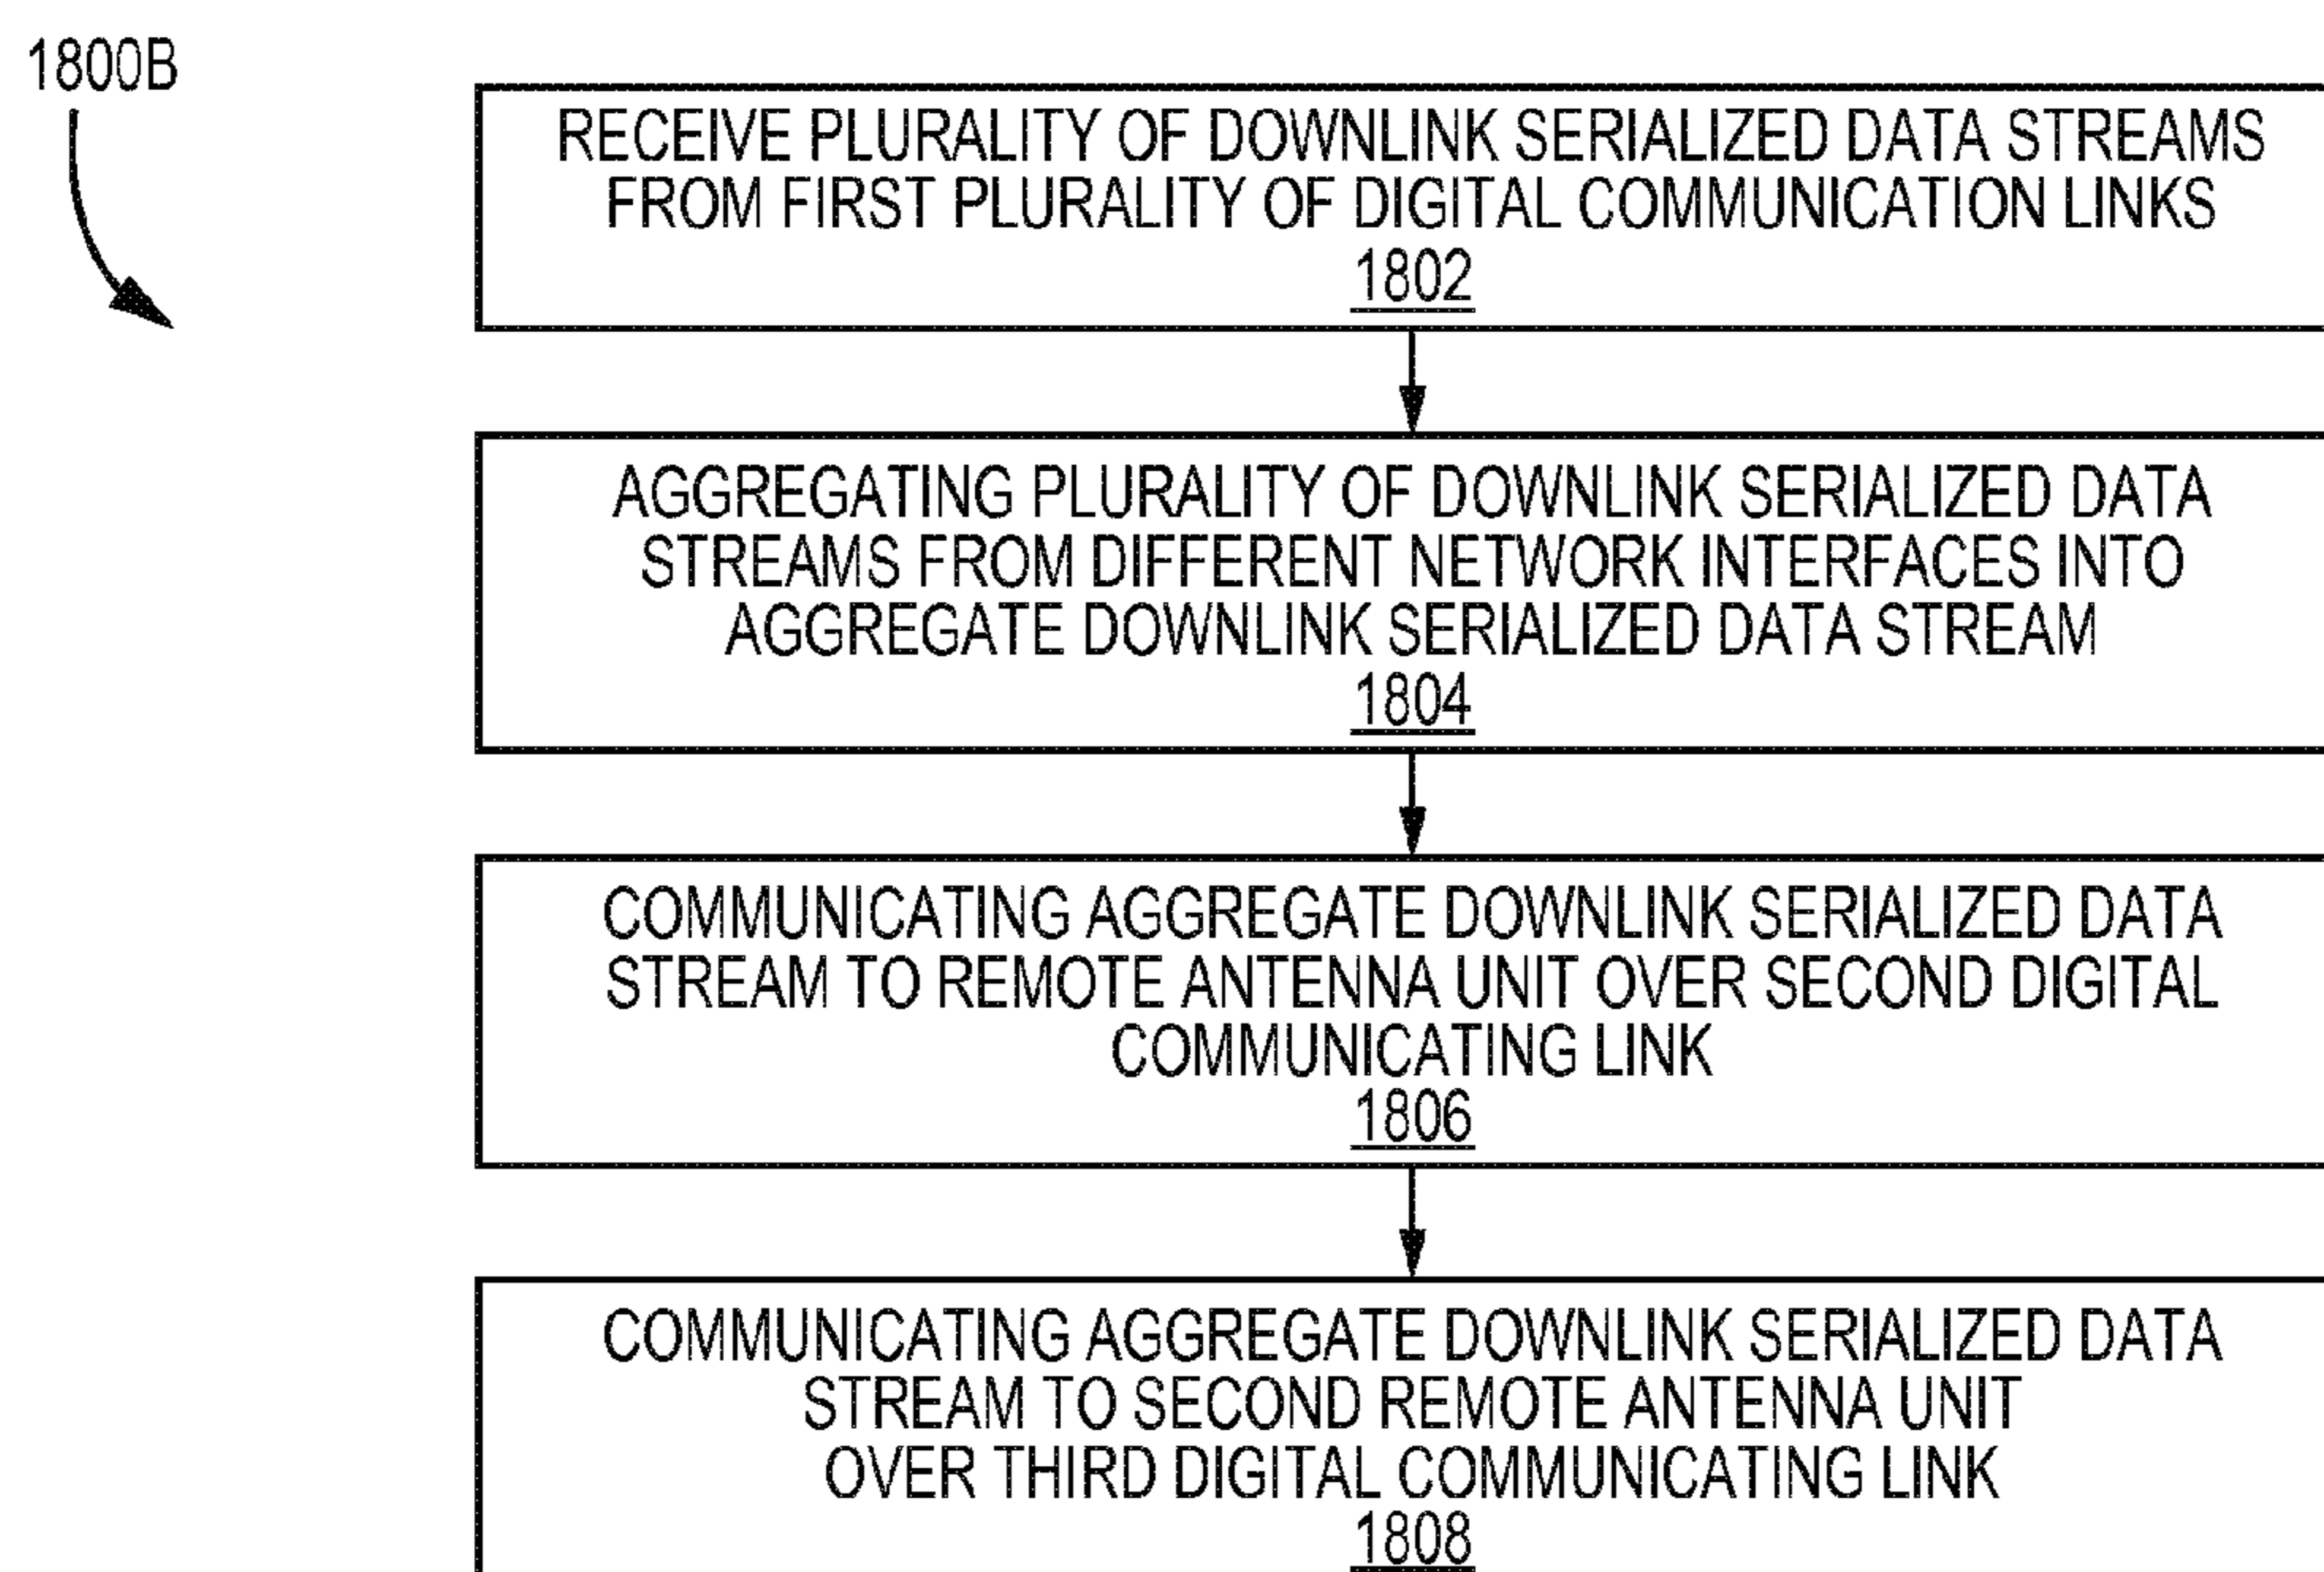 1800B
RECEIVE PLURALITY OF DOWNLINK SERIALIZED DATA STREAMS
FROM FIRST PLURALITY OF DIGITAL COMMUNICATION LINKS
1802
AGGREGATING PLURALITY OF DOWNLINK SERIALIZED DATA
STREAMS FROM DIFFERENT NETWORK INTERFACES INTO
AGGREGATE DOWNLINK SERIALIZED DATA STREAM
1804
COMMUNICATING AGGREGATE DOWNLINK SERIALIZED DATA
STREAM TO REMOTE ANTENNA UNIT OVER SECOND DIGITAL
COMMUNICATING LINK
1806
COMMUNICATING AGGREGATE DOWNLINK SERIALIZED DATA
STREAM TO SECOND REMOTE ANTENNA UNIT
OVER THIRD DIGITAL COMMUNICATING LINK
1808